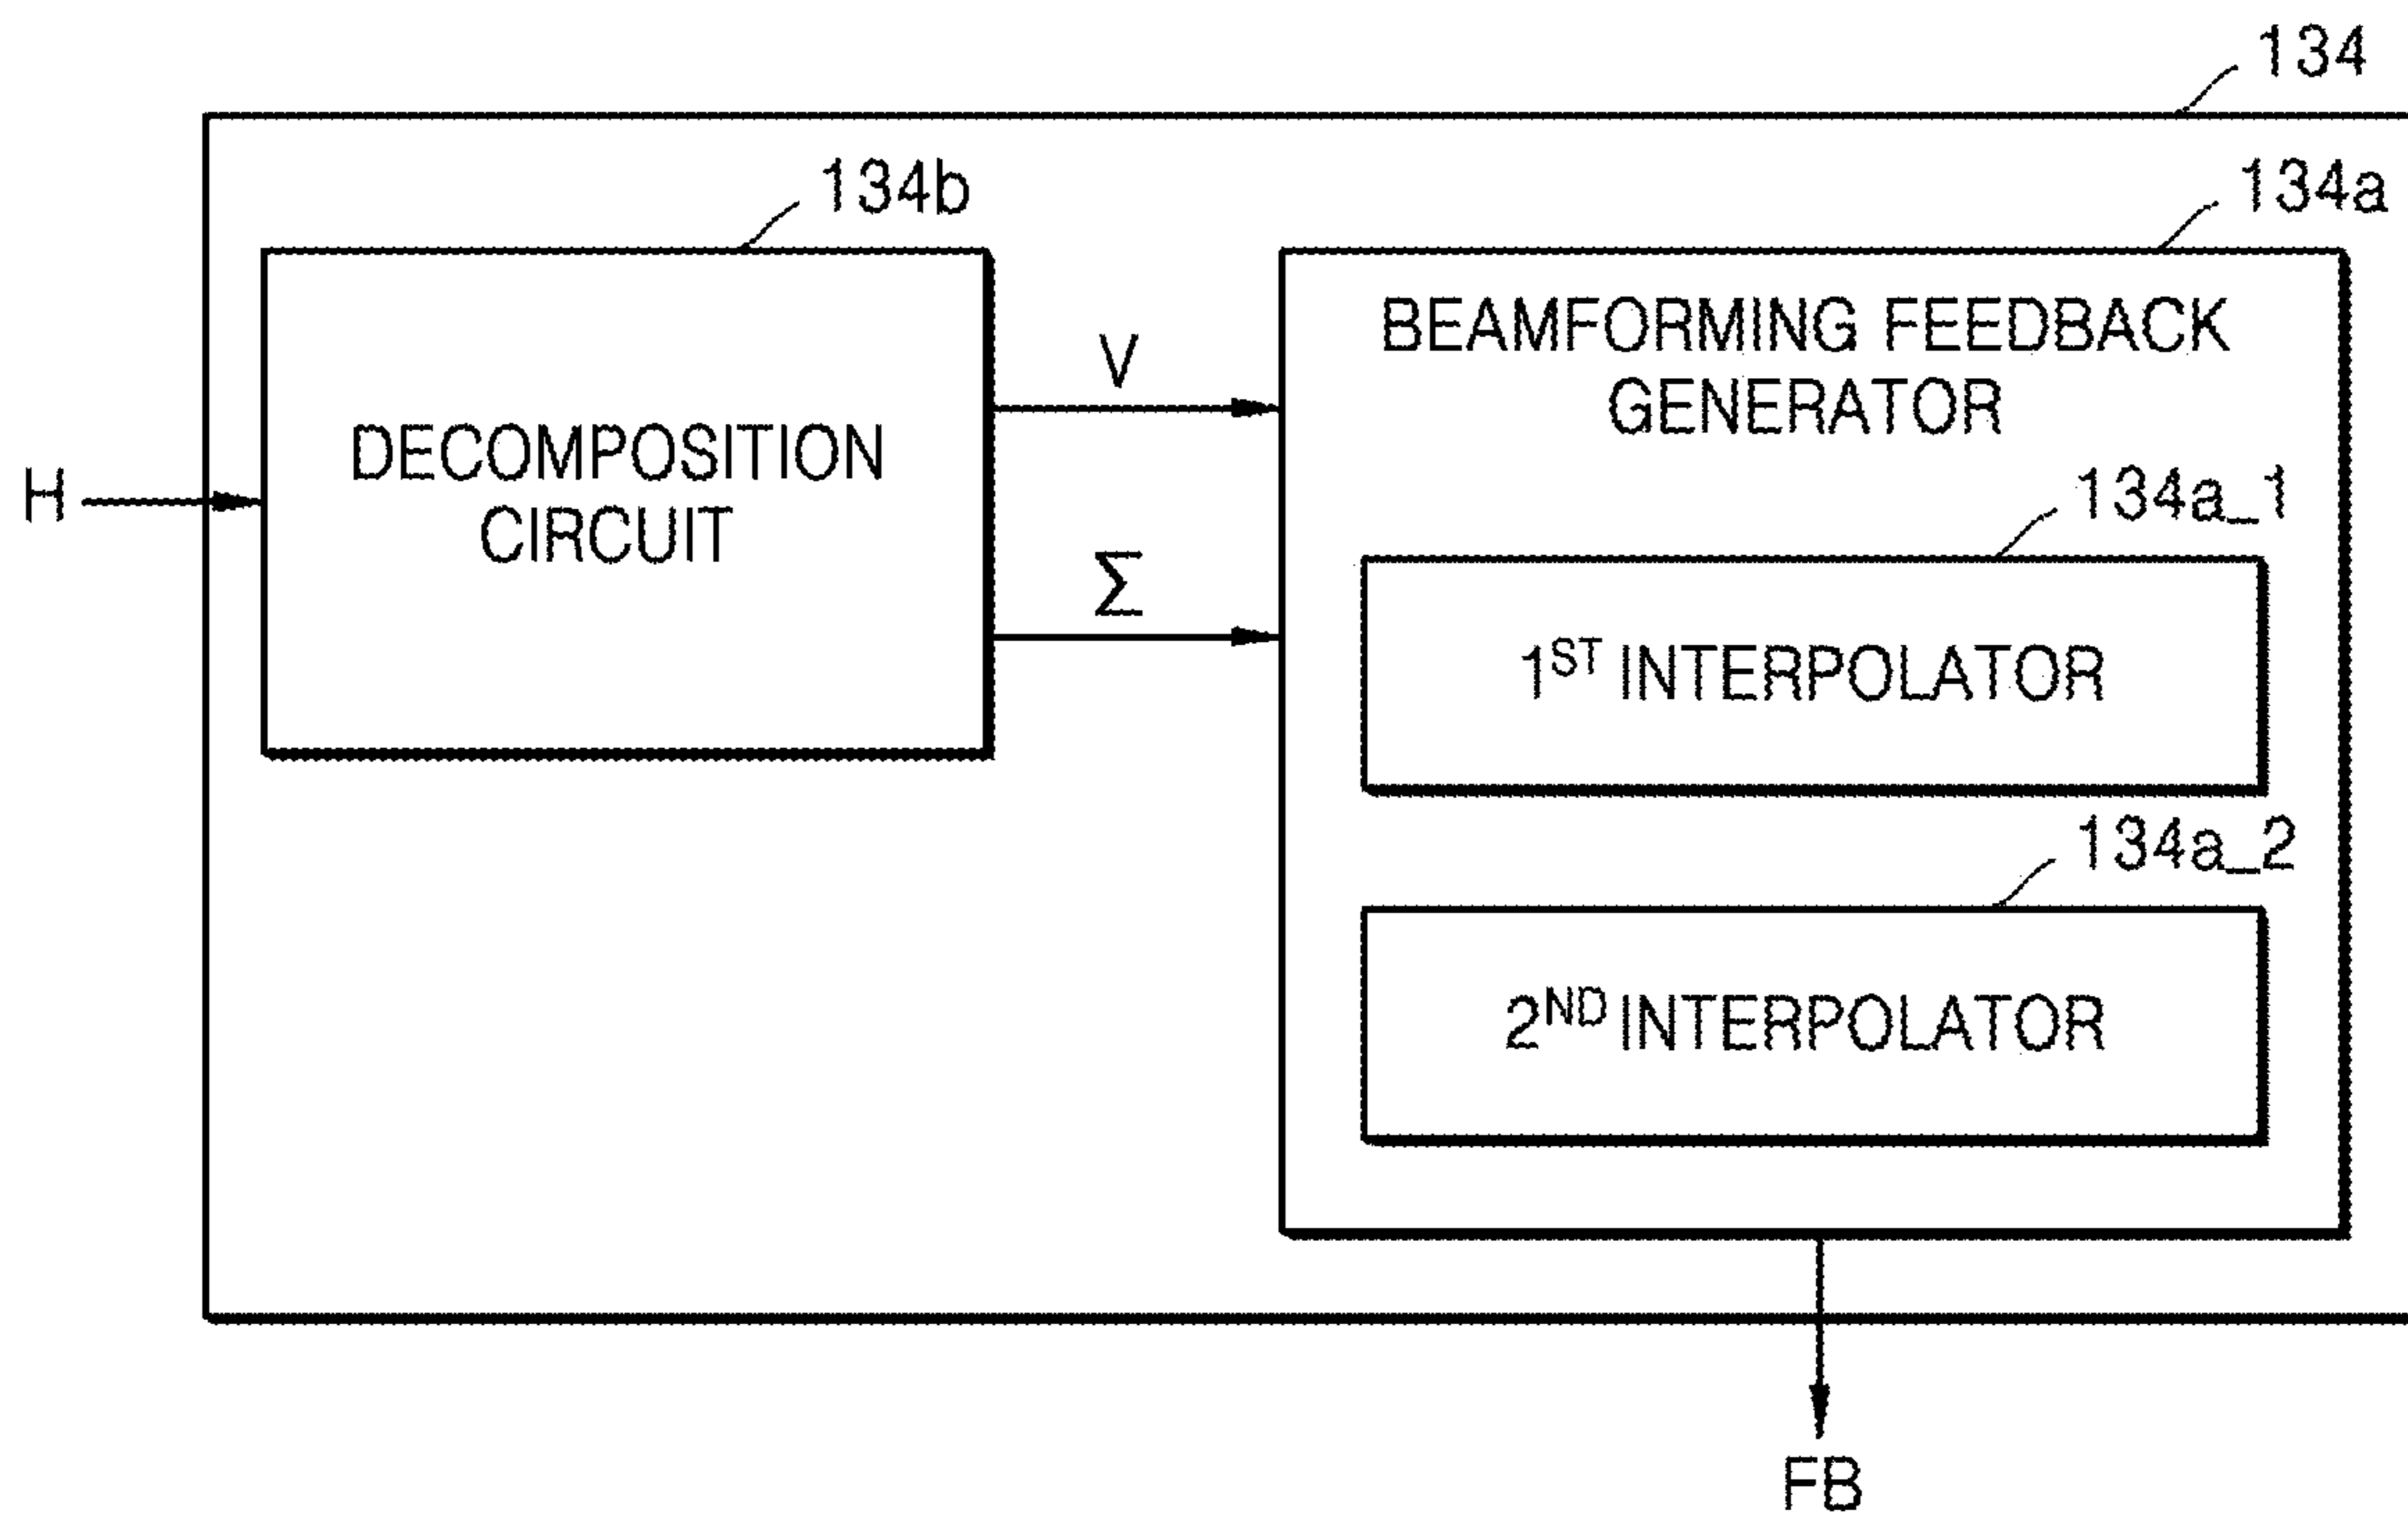 134
134b
134a
BEAMFORMING FEEDBACK
GENERATOR
V
DECOMPOSITION
CIRCUIT
H
134a_1
Σ
1ST INTERPOLATOR
134a_2
2ND INTERPOLATOR
FB